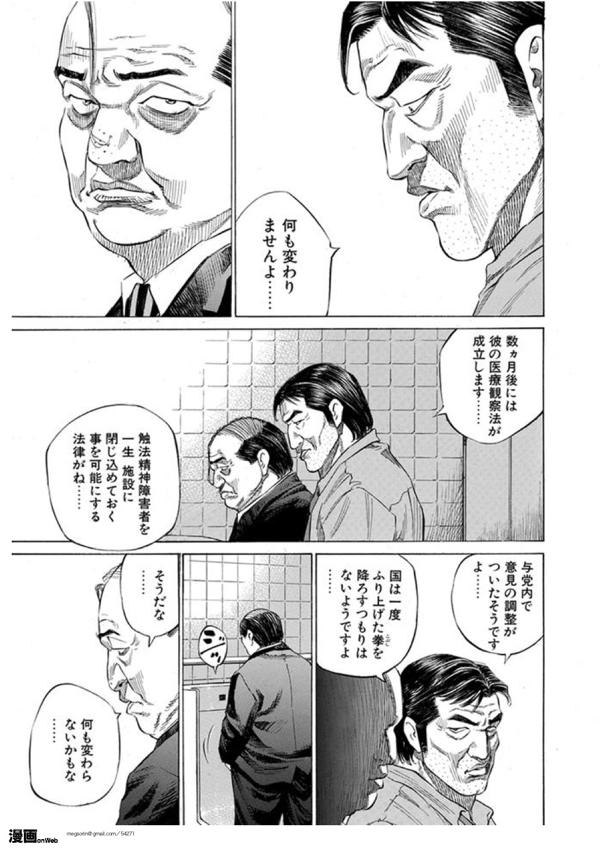 何も変わり
ませんよ……
数ヵ月後には
彼の医療観察法が
成立します……
触法精神障害者を
一生 施設に
閉じ込めておく
事を可能にする
法律がね……
与党内で
意見の調整が
ついたそうです
よ……
国は一度
ふり上げた拳を
こぶし
降ろすつもりは
ないようですよ
そうだな
……
何も変わら
ないかもな
……
漫画onWeb
megaorin@gmail.com/54271